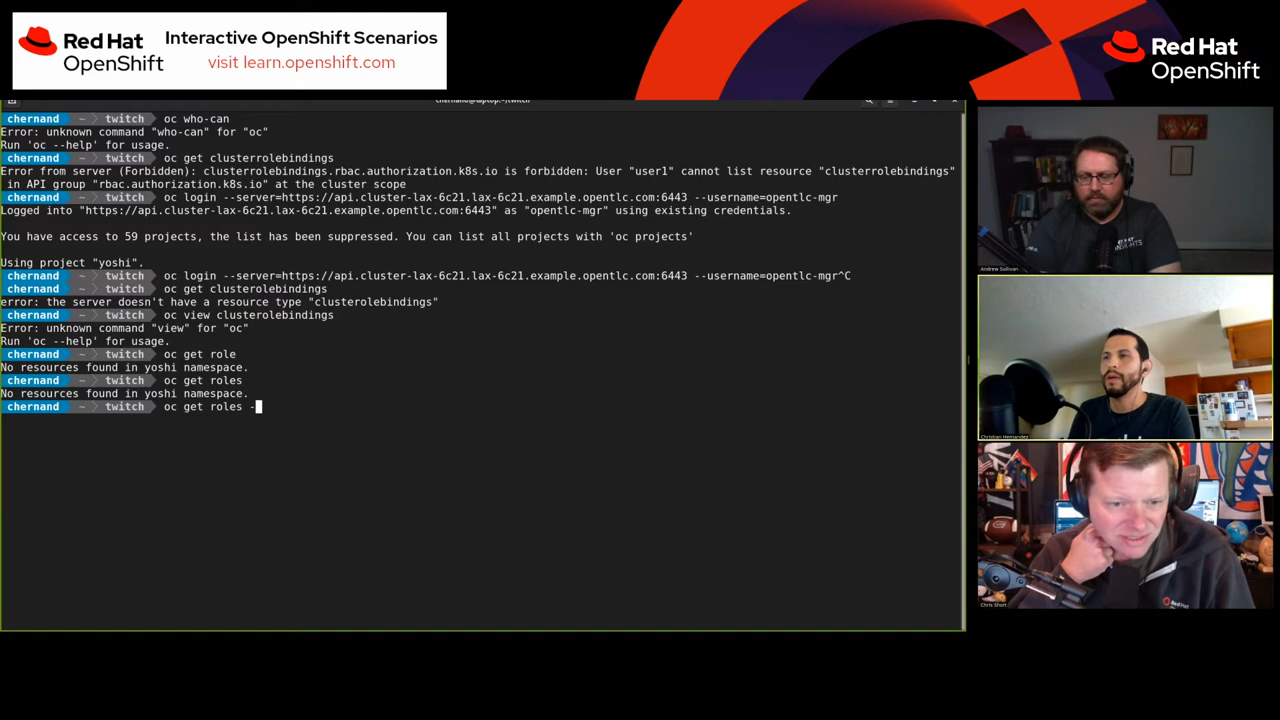 Red Hat
OpenShift
Interactive OpenShift Scenarios
visit learn.openshift.com
Red Hat
OpenShift
chernand@laptop:~/twitch
chernand ~ twitch oc who-can
Error: unknown command "who-can" for "oc"
Run 'oc --help' for usage.
chernand ~ twitch oc get clusterrolebindings
Error from server (Forbidden): clusterrolebindings.rbac.authorization.k8s.io is forbidden: User "user1" cannot list resource "clusterrolebindings"
in API group "rbac.authorization.k8s.io" at the cluster scope
chernand ~ twitch oc login --server=https://api.cluster-lax-6c21.lax-6c21.example.opentlc.com:6443 --username=opentlc-mgr
Logged into "https://api.cluster-lax-6c21.lax-6c21.example.opentlc.com:6443" as "opentlc-mgr" using existing credentials.
You have access to 59 projects, the list has been suppressed. You can list all projects with 'oc projects'
Using project "yoshi".
chernand ~ twitch oc login --server=https://api.cluster-lax-6c21.lax-6c21.example.opentlc.com:6443 --username=opentlc-mgr^C
chernand ~ twitch oc get clusterolebindings
error: the server doesn't have a resource type "clusterolebindings"
chernand ~ twitch oc view clusterolebindings
Error: unknown command "view" for "oc"
Run 'oc --help' for usage.
chernand ~ twitch oc get role
No resources found in yoshi namespace.
chernand ~ twitch oc get roles
No resources found in yoshi namespace.
chernand ~ twitch oc get roles -
Andrew Sullivan
Christian Hernandez
Chris Short